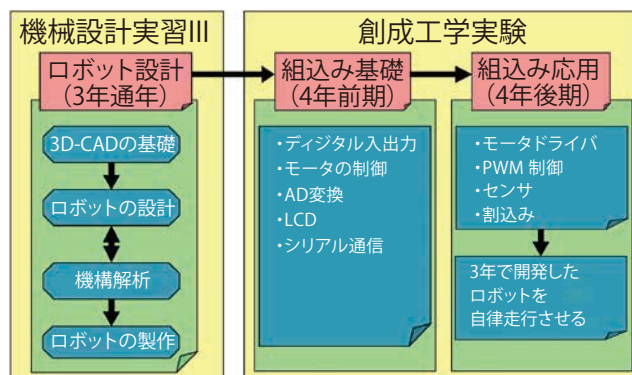 機械設計実習III
ロボット設計
（3年通年）
3D-CADの基礎
ロボットの設計
機構解析
ロボットの製作
創成工学実験
組込み基礎
（4年前期）
・ディジタル入出力
・モータの制御
・AD変換
・LCD
・シリアル通信
組込み応用
（4年後期）
・モータドライバ
・PWM 制御
・センサ
・割込み
3年で開発した
ロボットを
自律走行させる